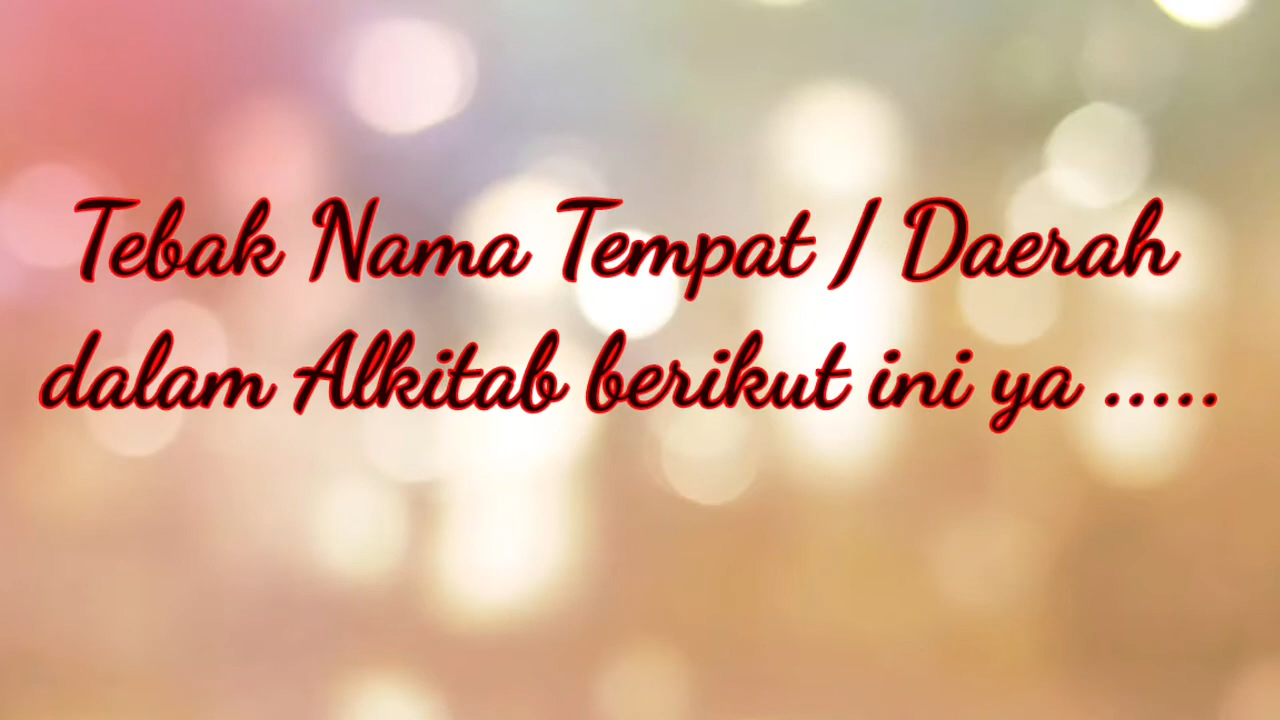 Tebak Nama Tempat / Daerah
dalam Alkitab berikut ini ya .....